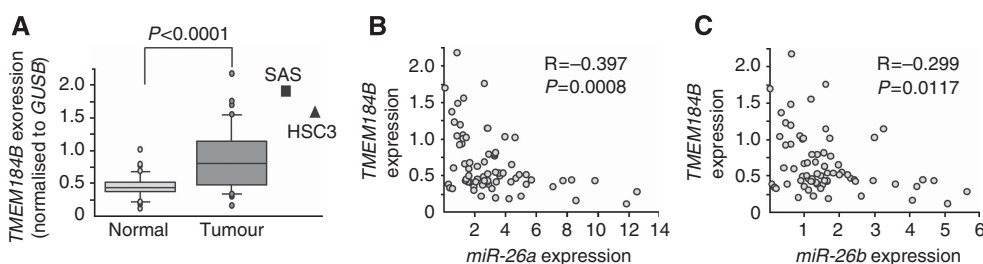 A
TMEM184B exoression
(normalised to GUSB)
P<0.0001
2.0
1.5
1.0
0.5
0
SAS
HSC3
Normal Tumour
B
TMEM184B
expression
2.0
1.5
1.0
0.5
0
R=–0.397
P=0.0008
2 4 6 8 10 12 14
miR-26a expression
C
TMEM184B
expression
2.0
1.5
1.0
0.5
0
R=–0.299
P=0.0117
1 2 3 4 5 6
miR-26b expression